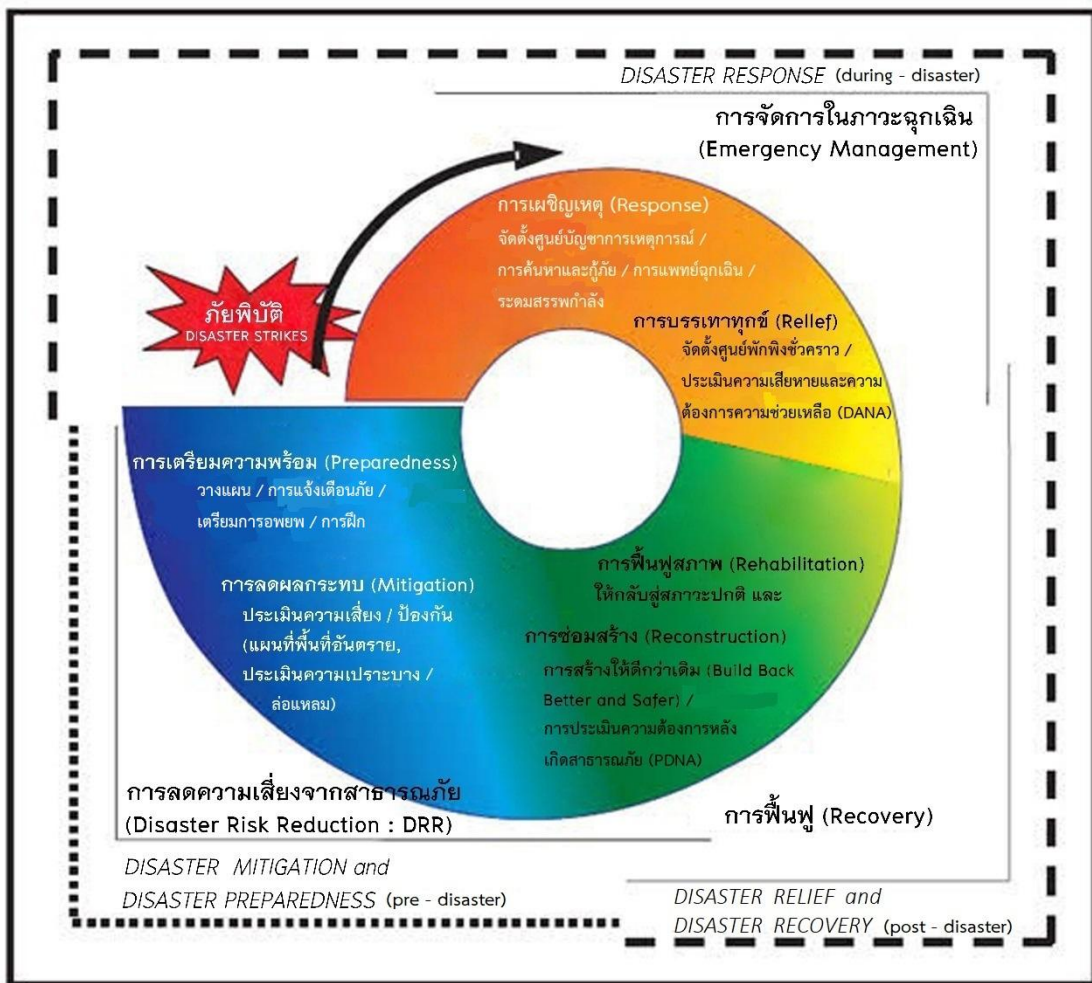 DISASTER RESPONSE (during - disaster)
การจัดการในภาวะฉุกเฉิน
(Emergency Management)
การเผชิญเหตุ (Response)
จัดตั้งศูนย์บัญชาการเหตุการณ์ /
การค้นหาและกู้ภัย / การแพทย์ฉุกเฉิน /
ระดมสรรพกำลัง
ภัยพิบัติ
DISASTER STRIKES
การบรรเทาทุกข์ (Rellef)
จัดตั้งศูนย์พักพิงชั่วคราว /
ประเมินความเสียหายและความ
ต้องการความช่วยเหลือ (DANA)
การเตรียมความพร้อม (Preparedness)
วางแผน / การแจ้งเตือนภัย /
เตรียมการอพยพ / การฝึก
การลดผลกระทบ (Mitigation)
ประเมินความเสี่ยง / ป้องกัน
(แผนที่พื้นที่อันตราย,
ประเมินความเปราะบาง /
ล่อแหลม)
การฟื้นฟูสภาพ (Rehabilitation)
ให้กลับสู่สภาวะปกติ และ
การซ่อมสร้าง (Reconstruction)
การสร้างให้ดีกว่าเดิม (Build Back
Better and Safer) /
การประเมินความต้องการหลัง
เกิดสาธารณภัย (PDNA)
การลดความเสี่ยงจากสาธารณภัย
(Disaster Risk Reduction : DRR)
การฟื้นฟู (Recovery)
DISASTER MITIGATION and
DISASTER PREPAREDNESS (pre - disaster)
DISASTER RELIEF and
DISASTER RECOVERY (post - disaster)